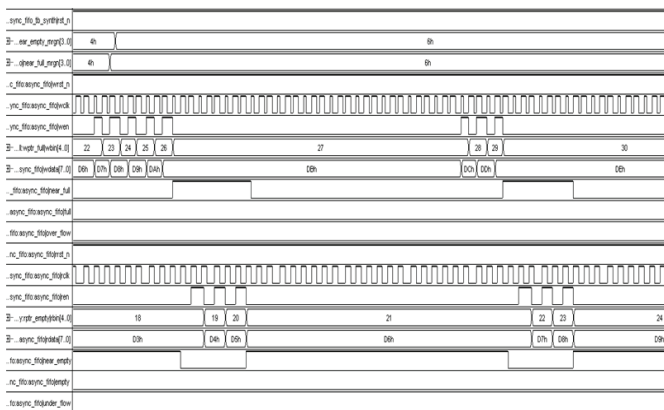 ...sync_fifo_tb_synth|rst_n
...ear_empty_mrgn[3..0] 4h 6h
...o|near_full_mrgn[3..0] 4h 6h
...c_fifo:async_fifo|wrst_n
...ync_fifo:async_fifo|wclk
...ync_fifo:async_fifo|wen
...lt:wptr_full|wbin[4..0] 22 23 24 25 26 27 28 29 30
...sync_fifo|wdata[7..0] D6h D7h D8h D9h DAh DBh DCh DDh DEh
..._fifo:async_fifo|near_full
async_fifo:async_fifo|full
...fifo:async_fifo|over_flow
...nc_fifo:async_fifo|rrst_n
...sync_fifo:async_fifo|rclk
...sync_fifo:async_fifo|ren
...y:rptr_empty|rbin[4..0] 18 19 20 21 22 23 24
...async_fifo|rdata[7..0] D3h D4h D5h D6h D7h D8h D9h
...fo:async_fifo|near_empty
...nc_fifo:async_fifo|empty
...fo:async_fifo|under_flow